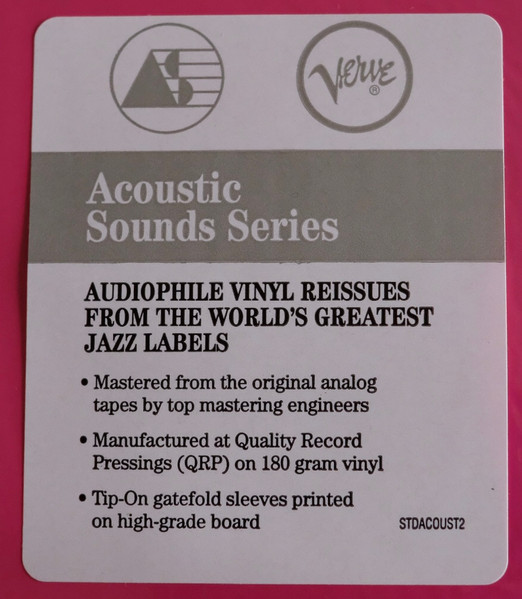 AS
Verve®
Acoustic
Sounds Series
AUDIOPHILE VINYL REISSUES
FROM THE WORLD'S GREATEST
JAZZ LABELS
• Mastered from the original analog
tapes by top mastering engineers
• Manufactured at Quality Record
Pressings (QRP) on 180 gram vinyl
• Tip-On gatefold sleeves printed
on high-grade board
STDACOUST2